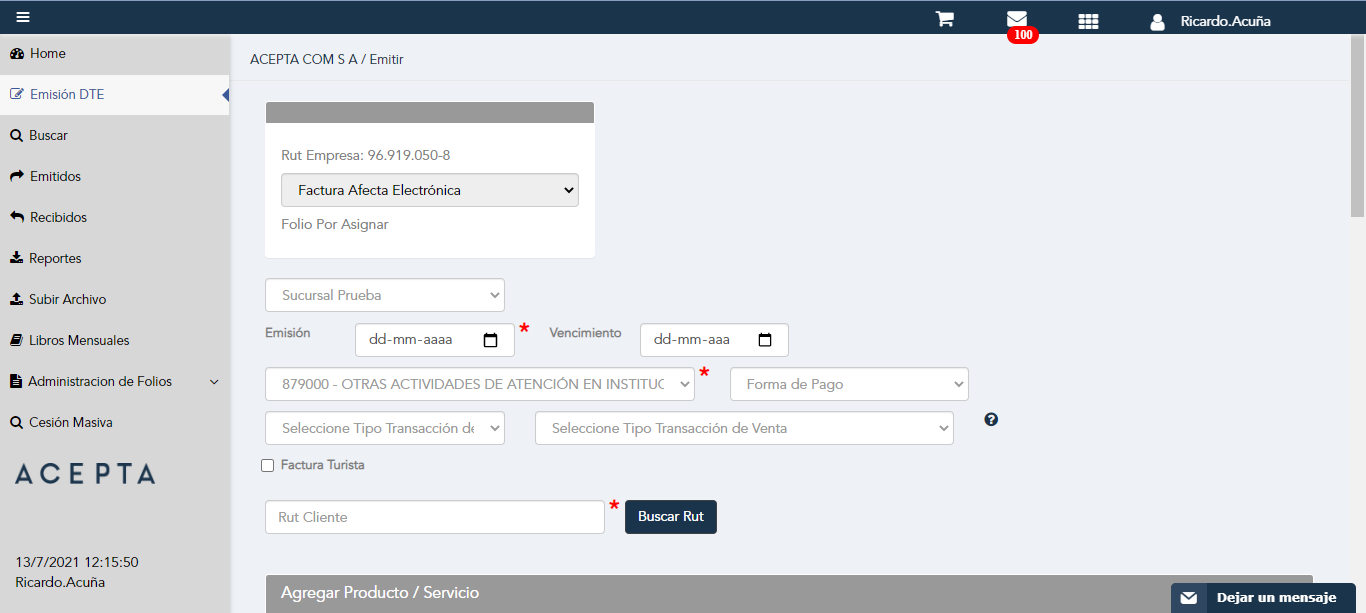 Ricardo.Acuña
100
Home
Emisión DTE
Buscar
Emitidos
Recibidos
Reportes
Subir Archivo
Libros Mensuales
Administracion de Folios
Cesión Masiva
ACEPTA
13/7/2021 12:15:50
Ricardo.Acuña
ACEPTA COM S A / Emitir
Rut Empresa: 96.919.050-8
Factura Afecta Electrónica
Folio Por Asignar
Sucursal Prueba
Emisión dd-mm-aaaa * Vencimiento dd-mm-aaa
879000 - OTRAS ACTIVIDADES DE ATENCIÓN EN INSTITUC * Forma de Pago
Seleccione Tipo Transacción de Seleccione Tipo Transacción de Venta ?
Factura Turista
Rut Cliente * Buscar Rut
Agregar Producto / Servicio
Dejar un mensaje